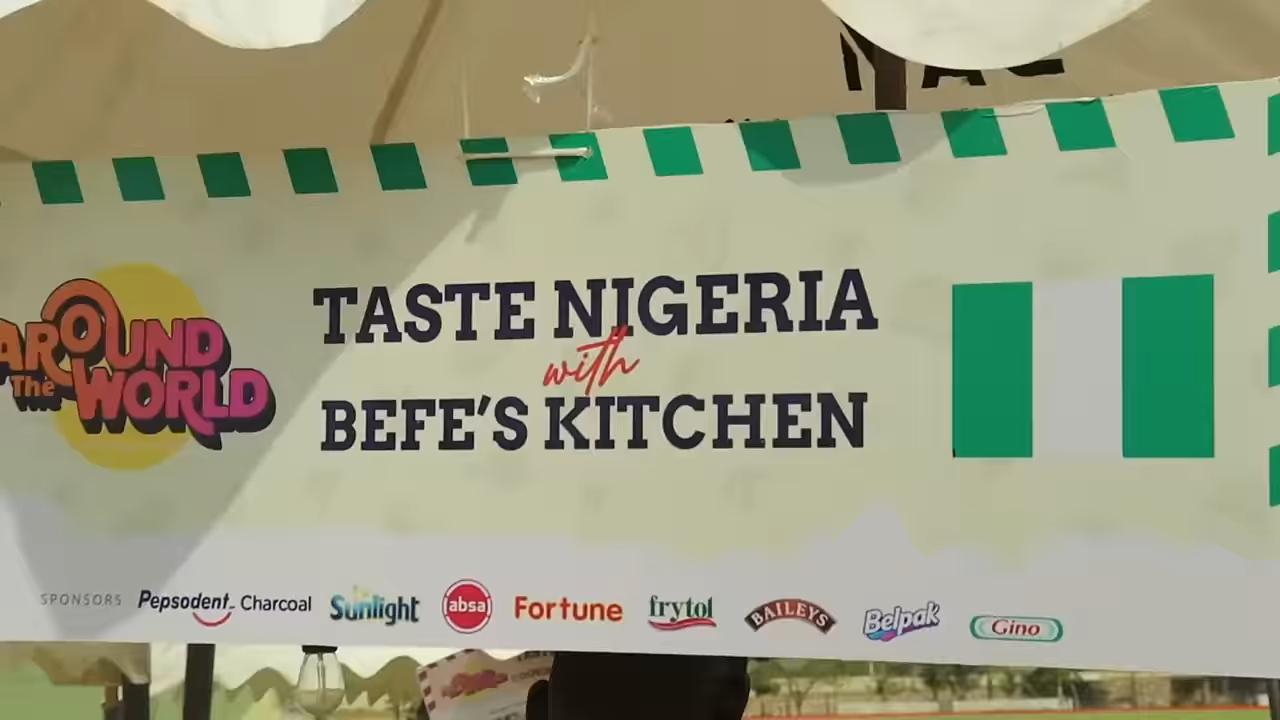 AROUND
The WORLD
TASTE NIGERIA
with
BEFE'S KITCHEN
SPONSORS Pepsodent Charcoal Sunlight absa Fortune frytol BAILEYS Belpak Gino